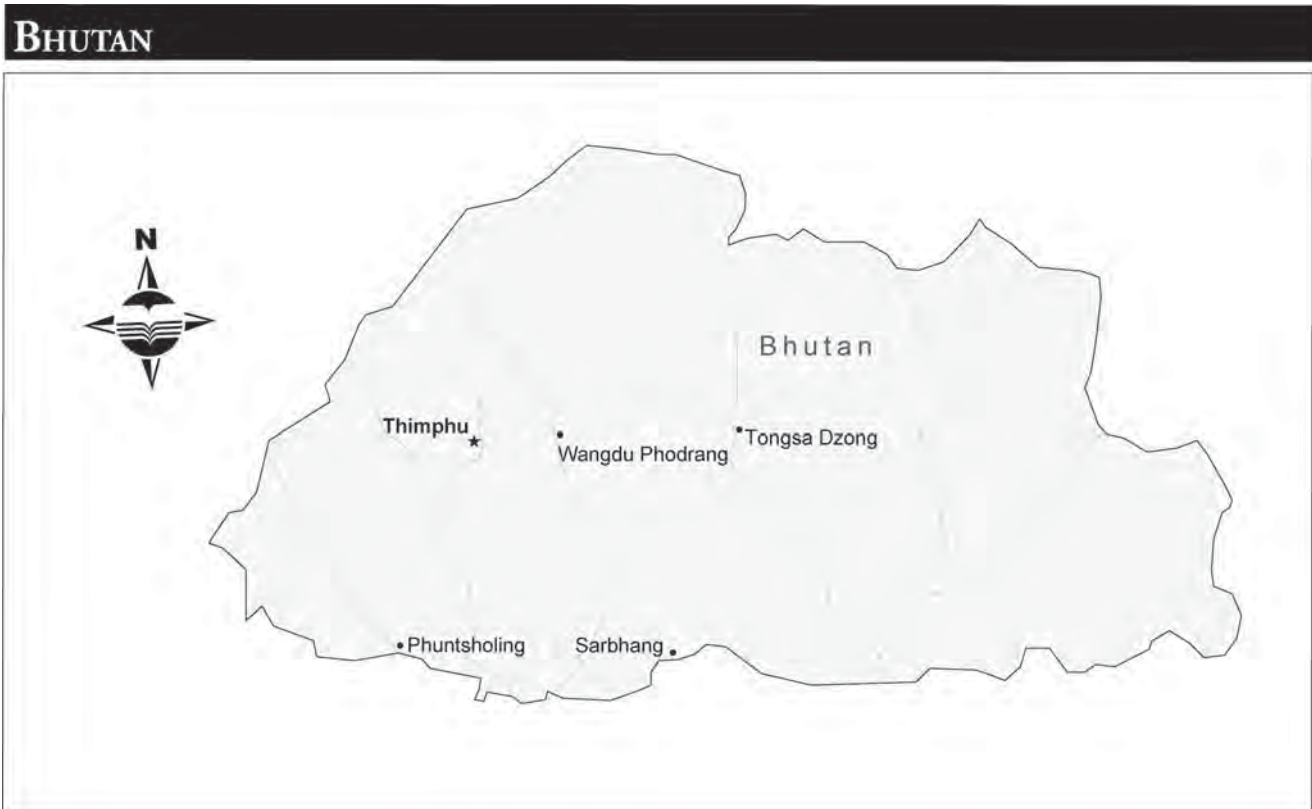 BHUTAN
N
Bhutan
Thimphu
Wangdu Phodrang
Tongsa Dzong
Phuntsholing
Sarbhang